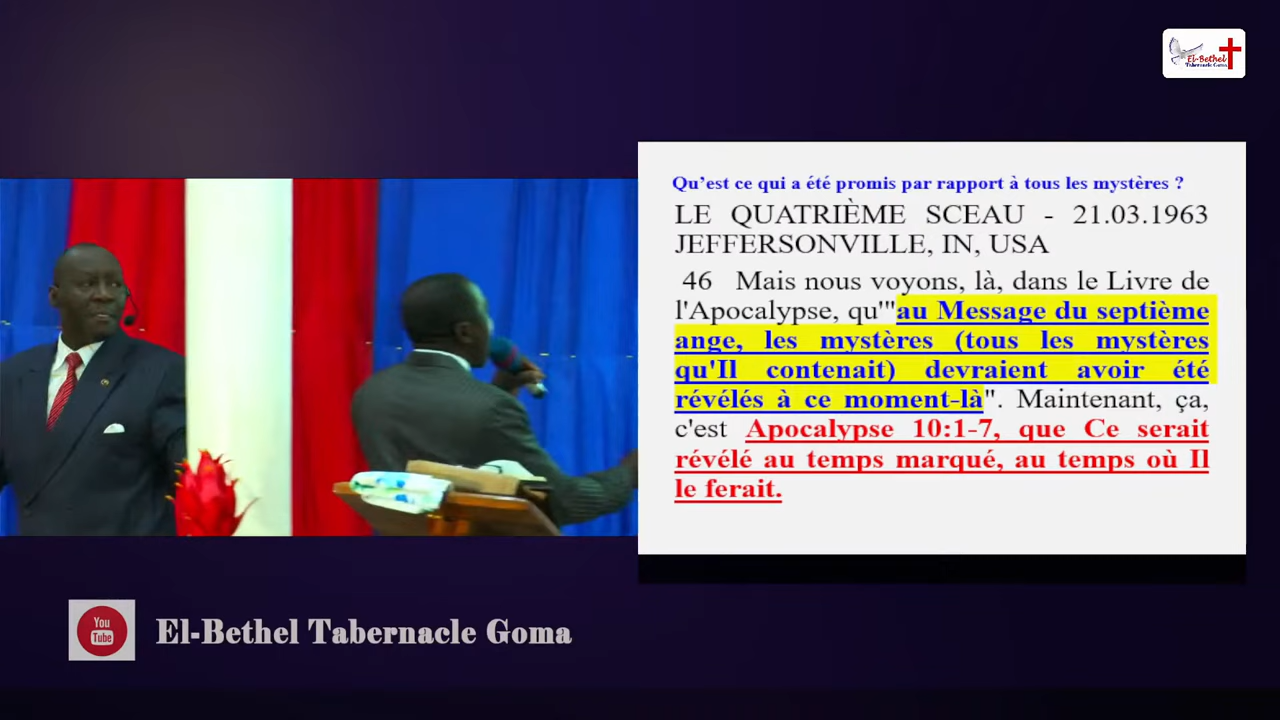 El-Bethel
Tabernacle Goma
Qu’est ce qui a été promis par rapport à tous les mystères ?
LE QUATRIÈME SCEAU - 21.03.1963
JEFFERSONVILLE, IN, USA
46 Mais nous voyons, là, dans le Livre de
l'Apocalypse, qu'"au Message du septième
ange, les mystères (tous les mystères
qu'Il contenait) devraient avoir été
révélés à ce moment-là". Maintenant, ça,
c'est Apocalypse 10:1-7, que Ce serait
révélé au temps marqué, au temps où Il
le ferait.
You
Tube
El-Bethel Tabernacle Goma